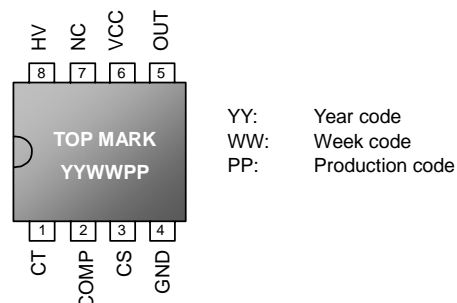 HV NC VCC OUT
8 7 6 5
TOP MARK
YYWWPP
1 2 3 4
CT COMP CS GND
YY: Year code
WW: Week code
PP: Production code